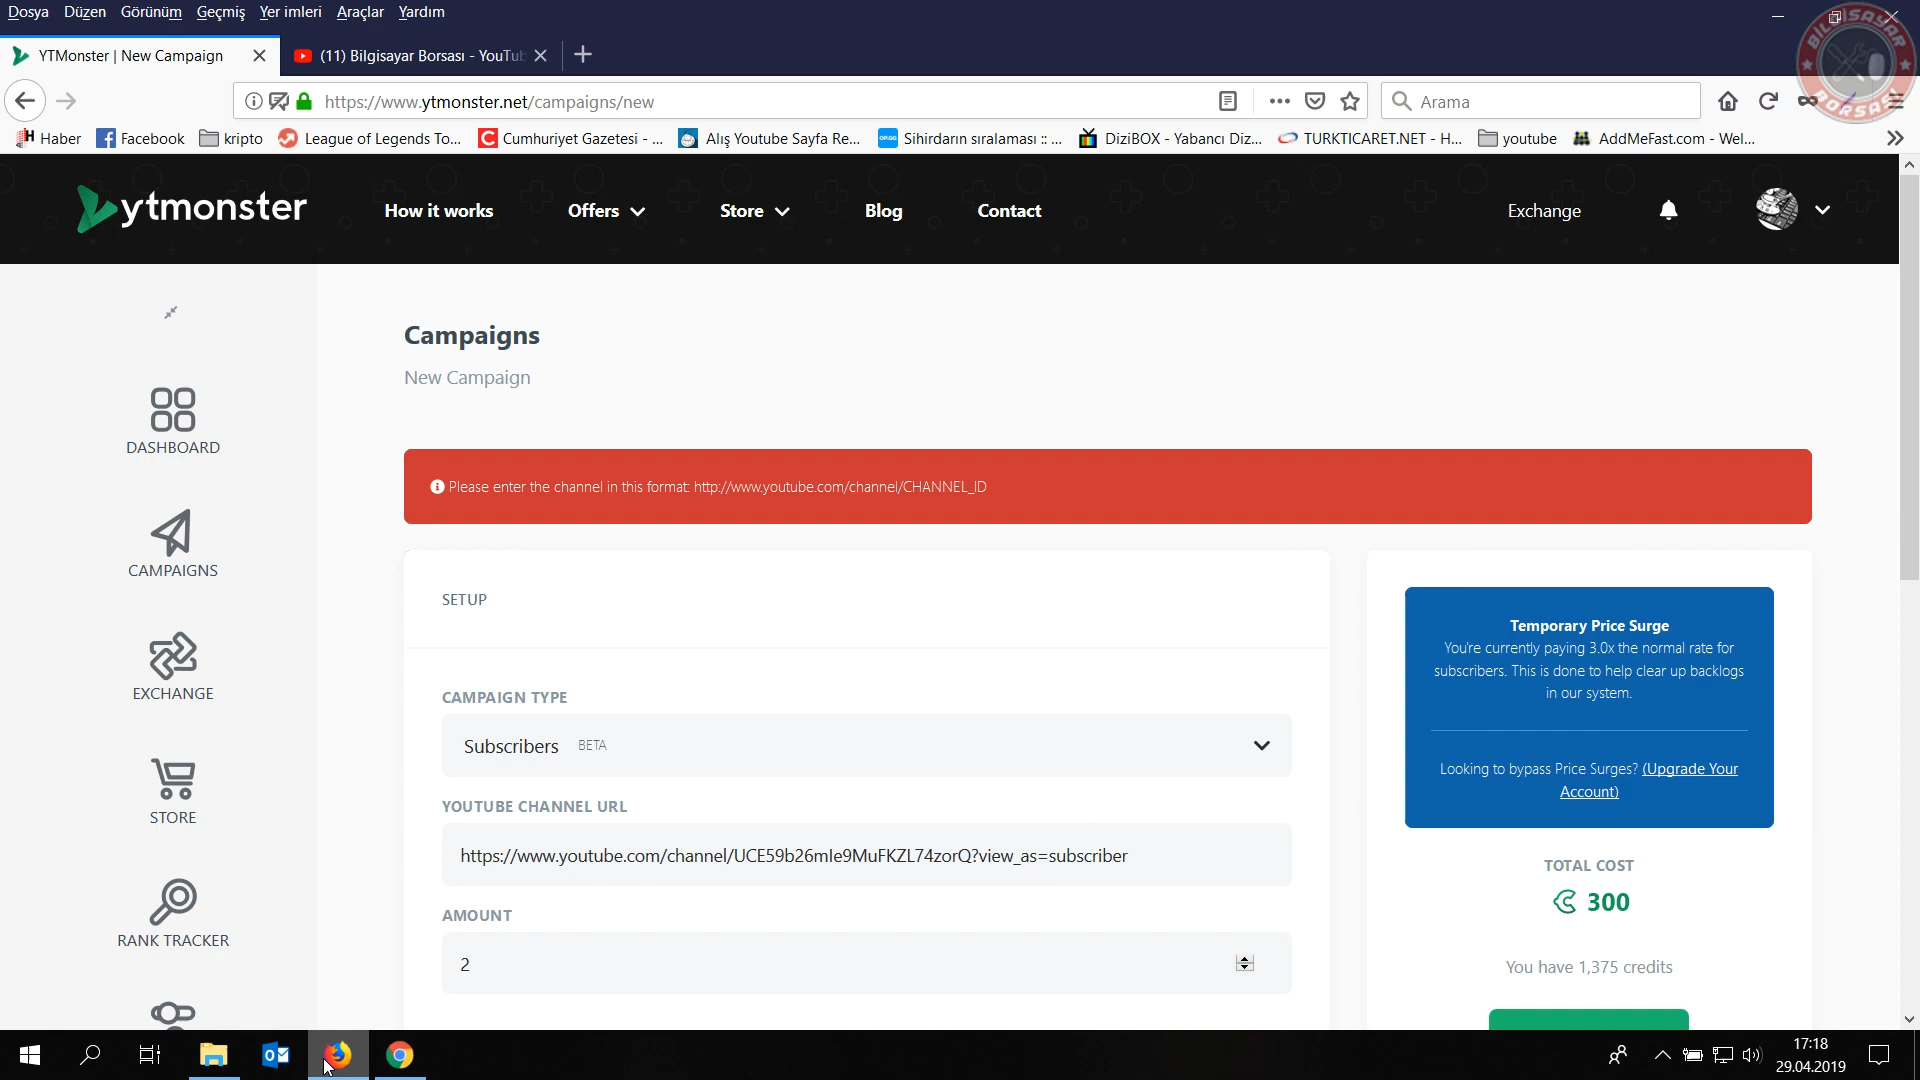 Dosya Düzen Görünüm Geçmiş Yer imleri Araçlar Yardım
YTMonster | New Campaign
(11) Bilgisayar Borsası - YouTub
https://www.ytmonster.net/campaigns/new
Arama
BİLGİSAYAR
BORSASI
Haber
Facebook
kripto
League of Legends To...
Cumhuriyet Gazetesi - ...
Alış Youtube Sayfa Re...
OP.GG
Sihirdarın sıralaması :: ...
DiziBOX - Yabancı Diz...
TURKTICARET.NET - H...
youtube
AddMeFast.com - Wel...
ytmonster
How it works
Offers
Store
Blog
Contact
Exchange
DASHBOARD
CAMPAIGNS
EXCHANGE
STORE
RANK TRACKER
Campaigns
New Campaign
Please enter the channel in this format: http://www.youtube.com/channel/CHANNEL_ID
SETUP
CAMPAIGN TYPE
Subscribers BETA
YOUTUBE CHANNEL URL
https://www.youtube.com/channel/UCE59b26mle9MuFKZL74zorQ?view_as=subscriber
AMOUNT
2
Temporary Price Surge
You're currently paying 3.0x the normal rate for
subscribers. This is done to help clear up backlogs
in our system.
Looking to bypass Price Surges? (Upgrade Your
Account)
TOTAL COST
300
You have 1,375 credits
17:18
29.04.2019